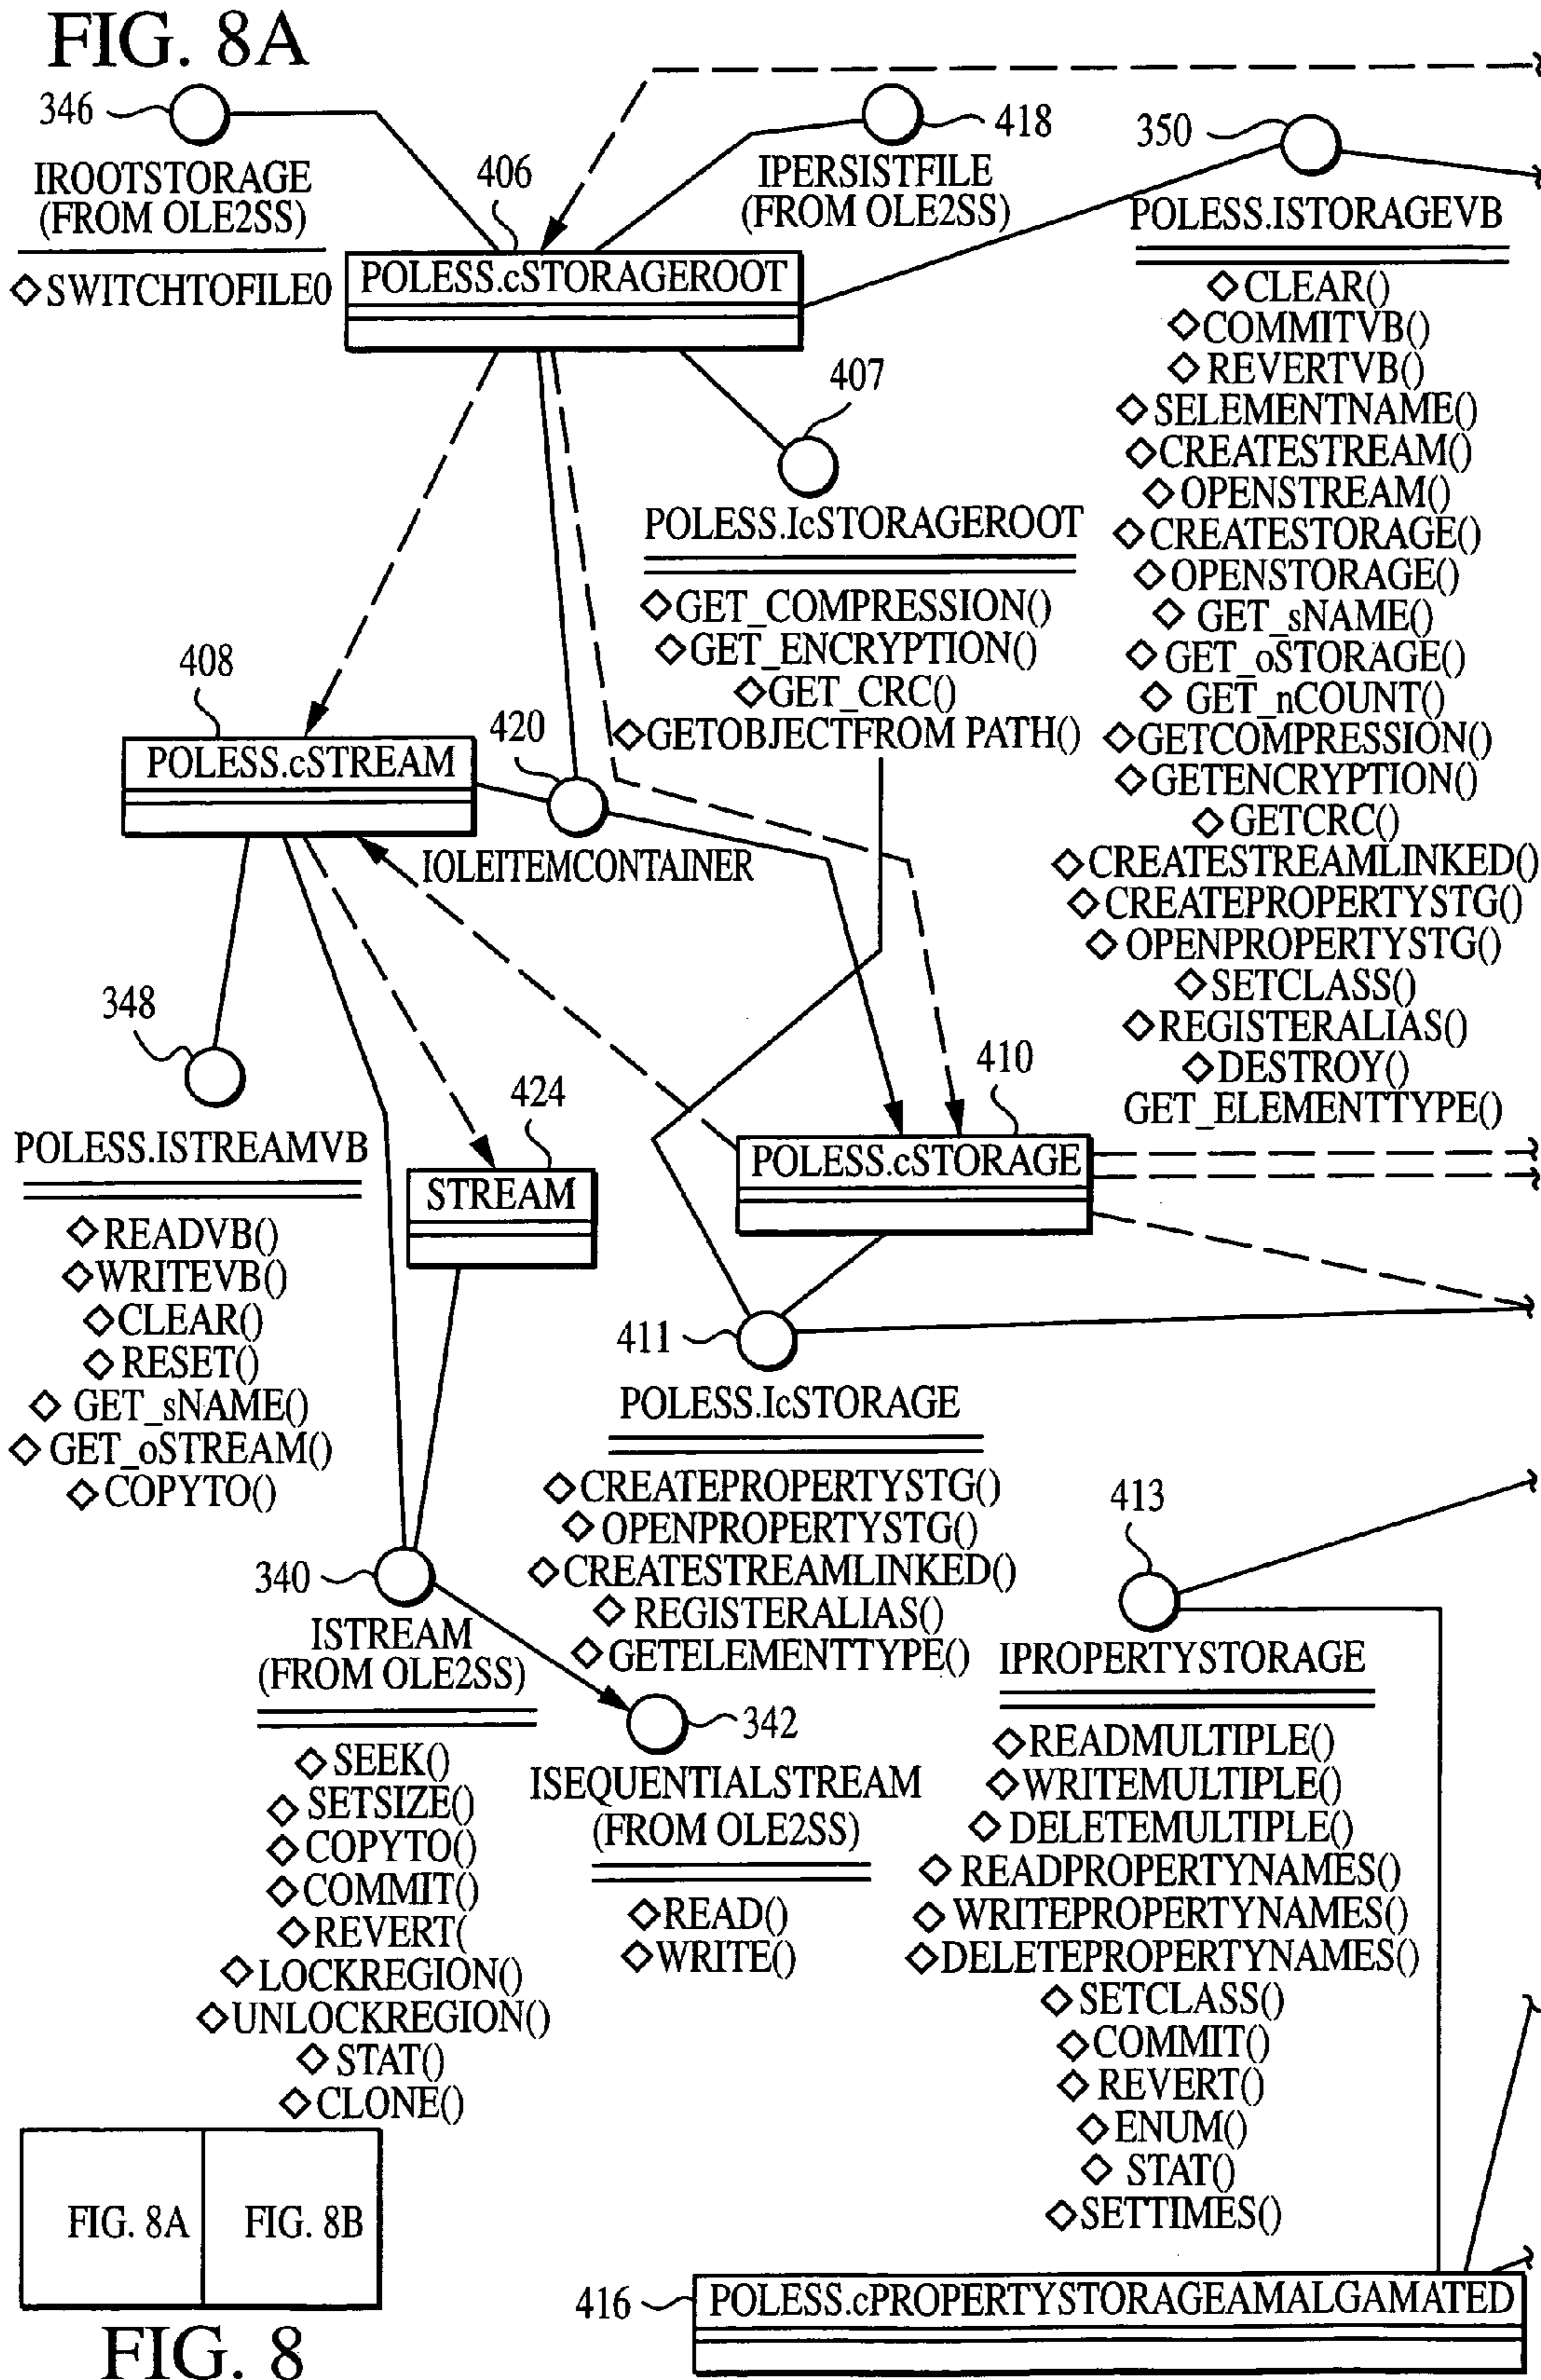 FIG. 8A
346
IROOTSTORAGE
(FROM OLE2SS)
◇SWITCHTOFILE0
406
POLESS.cSTORAGEROOT
418
IPERSISTFILE
(FROM OLE2SS)
350
POLESS.ISTORAGEVB
◇CLEAR()
◇COMMITVB()
◇REVERTVB()
◇SELEMENTNAME()
◇CREATESTREAM()
◇OPENSTREAM()
◇CREATESTORAGE()
◇OPENSTORAGE()
◇GET_sNAME()
◇GET_oSTORAGE()
◇GET_nCOUNT()
◇GETCOMPRESSION()
◇GETENCRYPTION()
◇GETCRC()
◇CREATESTREAMLINKED()
◇CREATEPROPERTYSTG()
◇OPENPROPERTYSTG()
◇SETCLASS()
◇REGISTERALIAS()
◇DESTROY()
GET_ELEMENTTYPE()
407
POLESS.IcSTORAGEROOT
◇GET_COMPRESSION()
◇GET_ENCRYPTION()
◇GET_CRC()
◇GETOBJECTFROM PATH()
408
POLESS.cSTREAM
420
IOLEITEMCONTAINER
348
POLESS.ISTREAMVB
◇READVB()
◇WRITEVB()
◇CLEAR()
◇RESET()
◇GET_sNAME()
◇GET_oSTREAM()
◇COPYTO()
424
STREAM
410
POLESS.cSTORAGE
411
POLESS.IcSTORAGE
◇CREATEPROPERTYSTG()
◇OPENPROPERTYSTG()
◇CREATESTREAMLINKED()
◇REGISTERALIAS()
◇GETELEMENTTYPE()
340
ISTREAM
(FROM OLE2SS)
◇SEEK()
◇SETSIZE()
◇COPYTO()
◇COMMIT()
◇REVERT(
◇LOCKREGION()
◇UNLOCKREGION()
◇STAT()
◇CLONE()
342
ISEQUENTIALSTREAM
(FROM OLE2SS)
◇READ()
◇WRITE()
413
IPROPERTYSTORAGE
◇READMULTIPLE()
◇WRITEMULTIPLE()
◇DELETEMULTIPLE()
◇READPROPERTYNAMES()
◇WRITEPROPERTYNAMES()
◇DELETEPROPERTYNAMES()
◇SETCLASS()
◇COMMIT()
◇REVERT()
◇ENUM()
◇STAT()
◇SETTIMES()
416
POLESS.cPROPERTYSTORAGEAMALGAMATED
FIG. 8A
FIG. 8B
FIG. 8